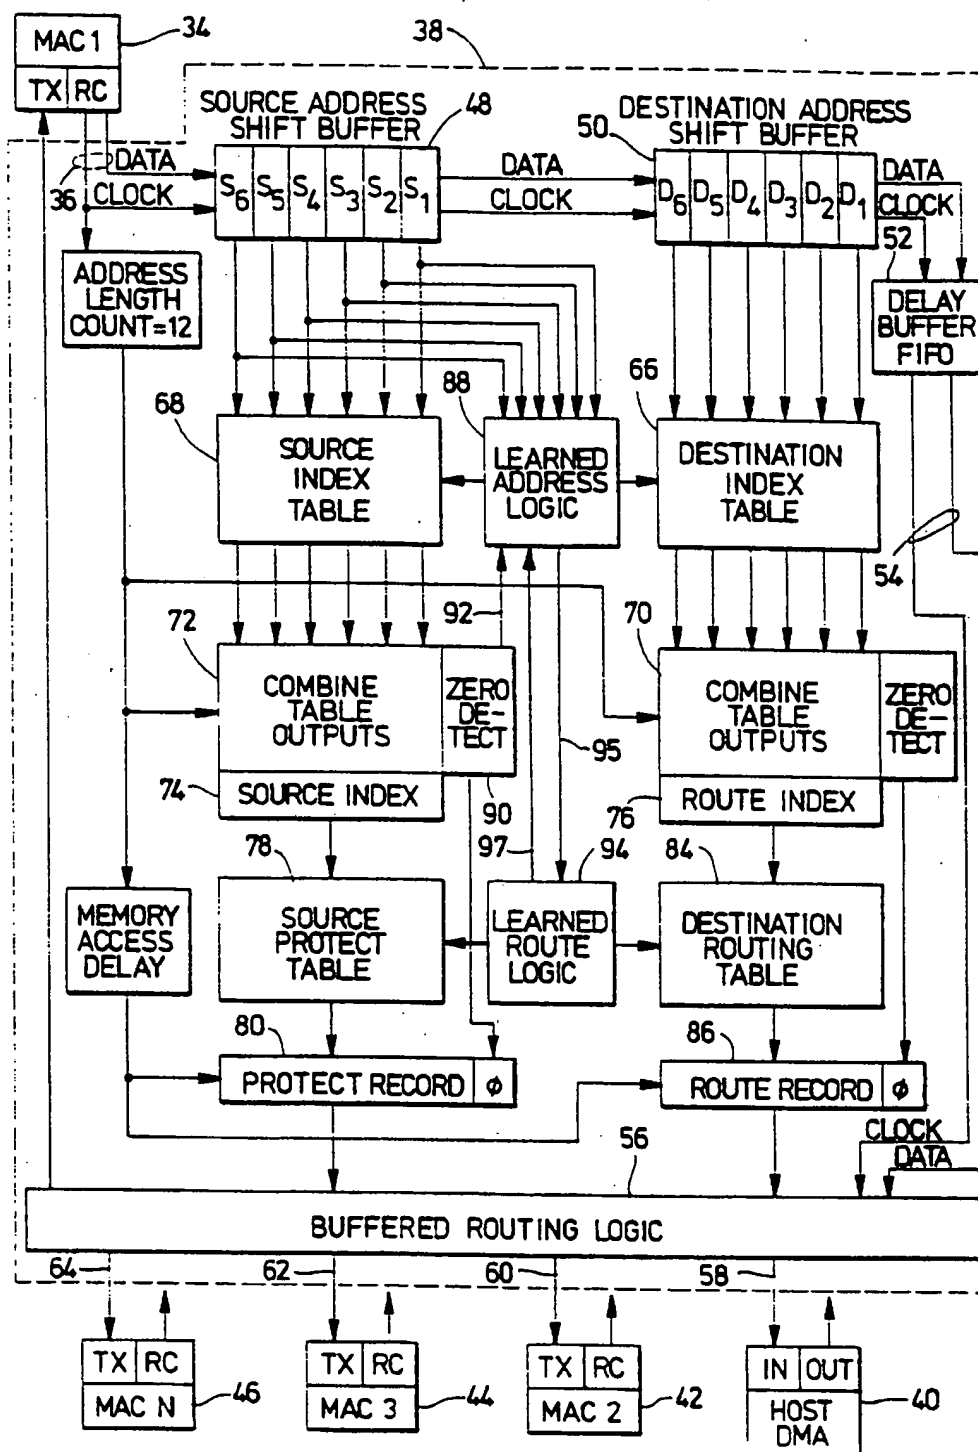 MAC 1
34
TX RC
38
SOURCE ADDRESS
SHIFT BUFFER
48
DESTINATION ADDRESS
SHIFT BUFFER
50
DATA
36
CLOCK
S6 S5 S4 S3 S2 S1
DATA
CLOCK
D6 D5 D4 D3 D2 D1
DATA
CLOCK
52
ADDRESS
LENGTH
COUNT=12
DELAY
BUFFER
FIFO
68
88
66
SOURCE
INDEX
TABLE
LEARNED
ADDRESS
LOGIC
DESTINATION
INDEX
TABLE
54
92
72
70
COMBINE
TABLE
OUTPUTS
ZERO
DE-
TECT
95
COMBINE
TABLE
OUTPUTS
ZERO
DE-
TECT
74
SOURCE INDEX
90
76
ROUTE INDEX
78
97
94
84
MEMORY
ACCESS
DELAY
SOURCE
PROTECT
TABLE
LEARNED
ROUTE
LOGIC
DESTINATION
ROUTING
TABLE
80
86
PROTECT RECORD φ
ROUTE RECORD φ
56
CLOCK
DATA
BUFFERED ROUTING LOGIC
64
62
60
58
TX RC
MAC N
46
TX RC
MAC 3
44
TX RC
MAC 2
42
IN OUT
HOST
DMA
40